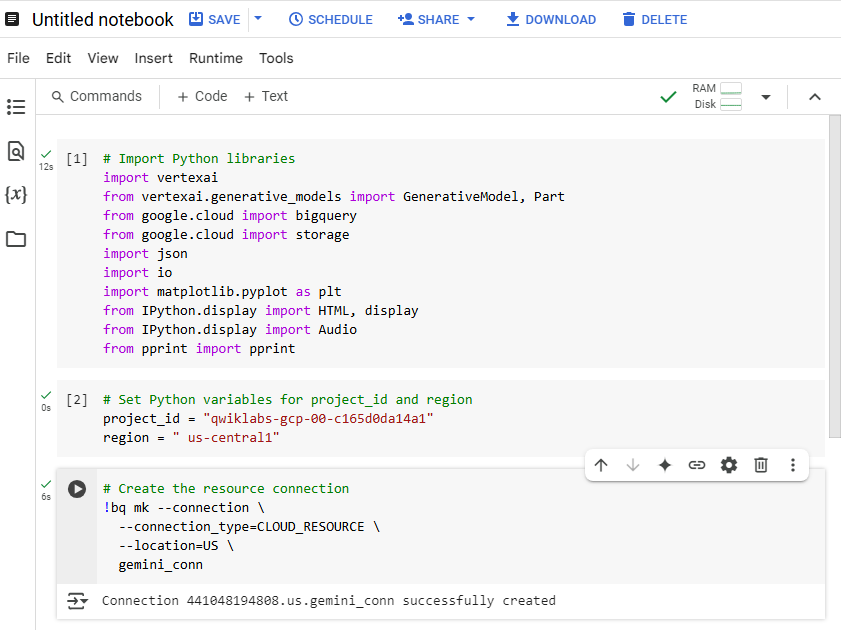 Untitled notebook SAVE SCHEDULE SHARE DOWNLOAD DELETE
File Edit View Insert Runtime Tools
Commands + Code + Text RAM
Disk
[1] # Import Python libraries
12s
import vertexai
from vertexai.generative_models import GenerativeModel, Part
from google.cloud import bigquery
from google.cloud import storage
import json
import io
import matplotlib.pyplot as plt
from IPython.display import HTML, display
from IPython.display import Audio
from pprint import pprint
[2] # Set Python variables for project_id and region
0s
project_id = "qwiklabs-gcp-00-c165d0da14a1"
region = " us-central1"
# Create the resource connection
6s
!bq mk --connection \
--connection_type=CLOUD_RESOURCE \
--location=US \
gemini_conn
Connection 441048194808.us.gemini_conn successfully created